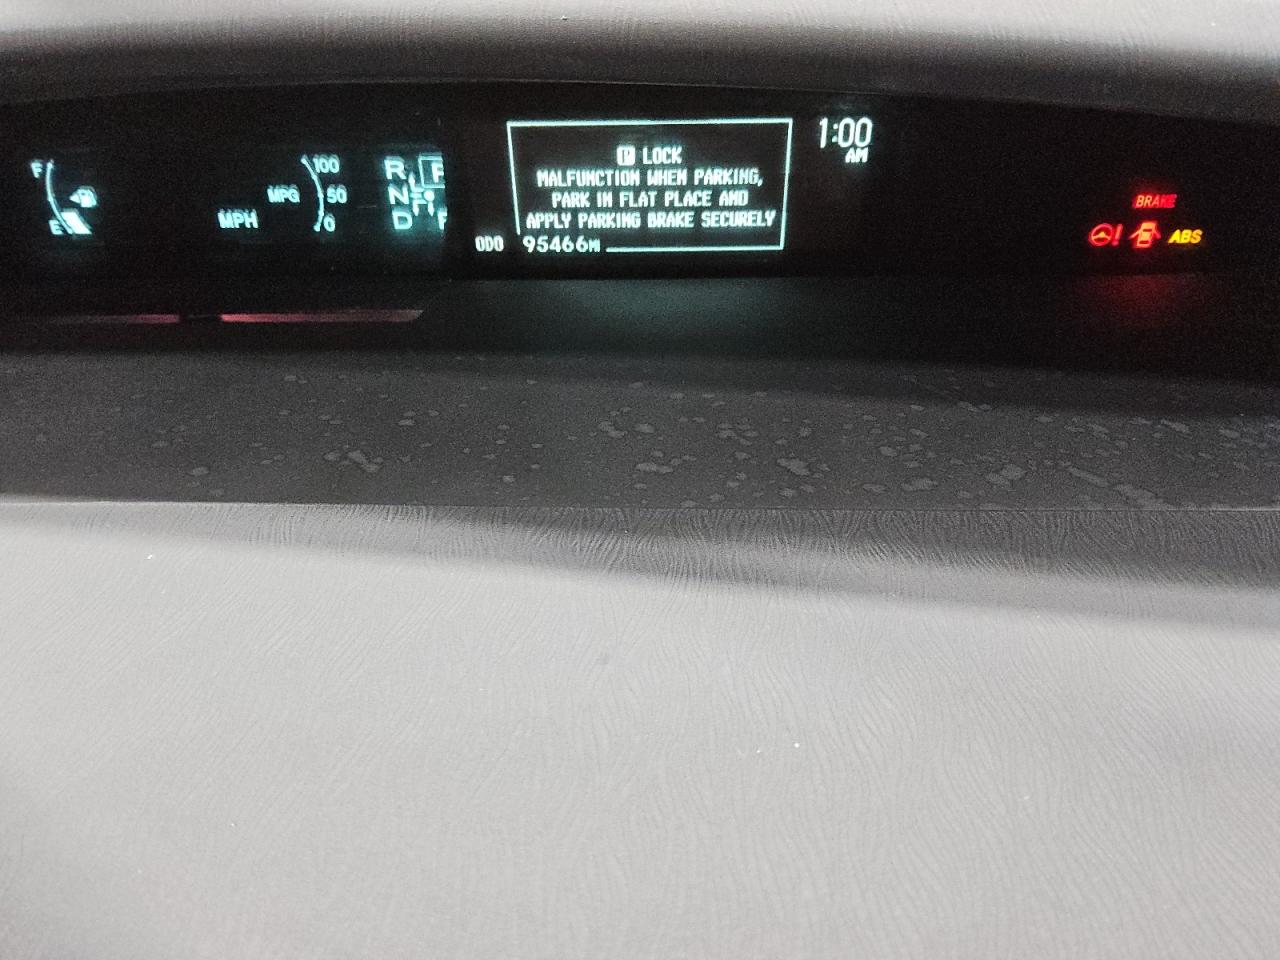 F
E
MPG
MPH
100
50
0
R
N
D
P
P LOCK
MALFUNCTION WHEN PARKING,
PARK IN FLAT PLACE AND
APPLY PARKING BRAKE SECURELY
ODO 95466MI
1:00
AM
BRAKE
! ABS